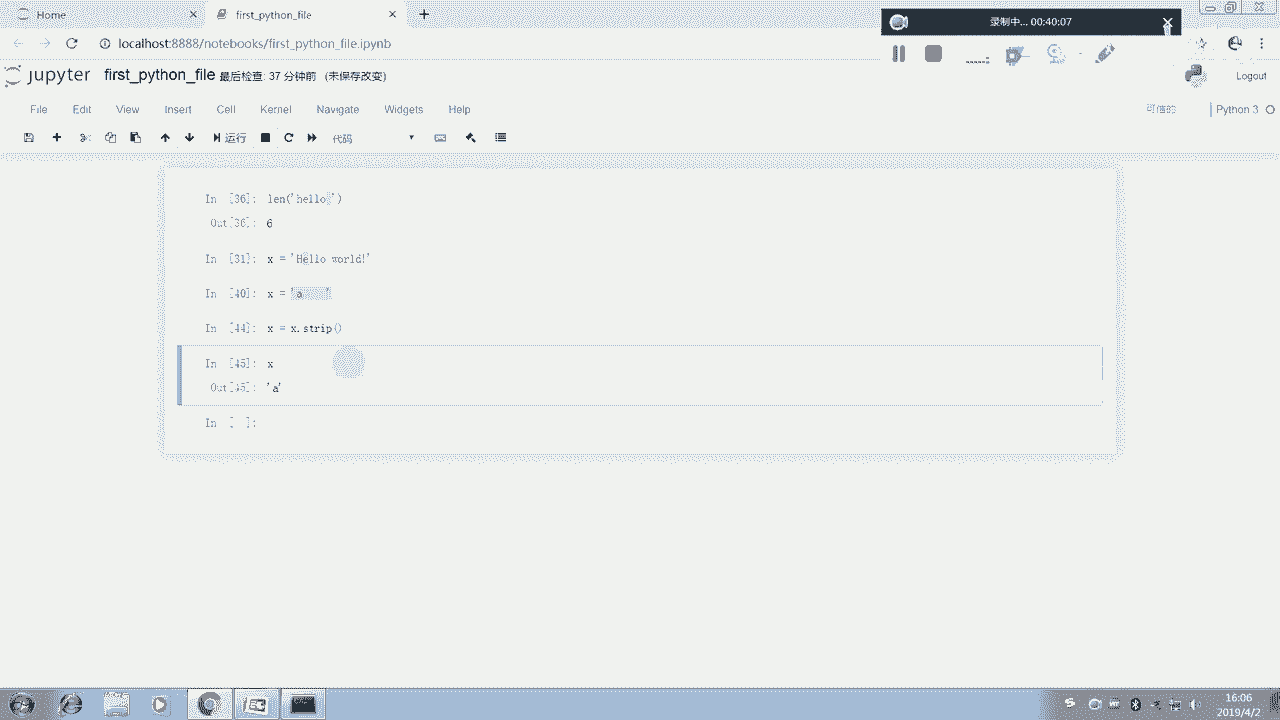 Home
first_python_file
录制中... 00:40:07
localhost:8888/notebooks/first_python_file.ipynb
jupyter first_python_file 最后检查: 37 分钟前 (未保存改变)
Logout
File Edit View Insert Cell Kernel Navigate Widgets Help
可信的 Python 3
运行 代码
In [36]: len('hello ')
Out[36]: 6
In [31]: x = 'Hello world!'
In [40]: x = 'a    '
In [44]: x = x.strip()
In [45]: x
Out[45]: 'a'
In [ ]:
16:06
2019/4/2